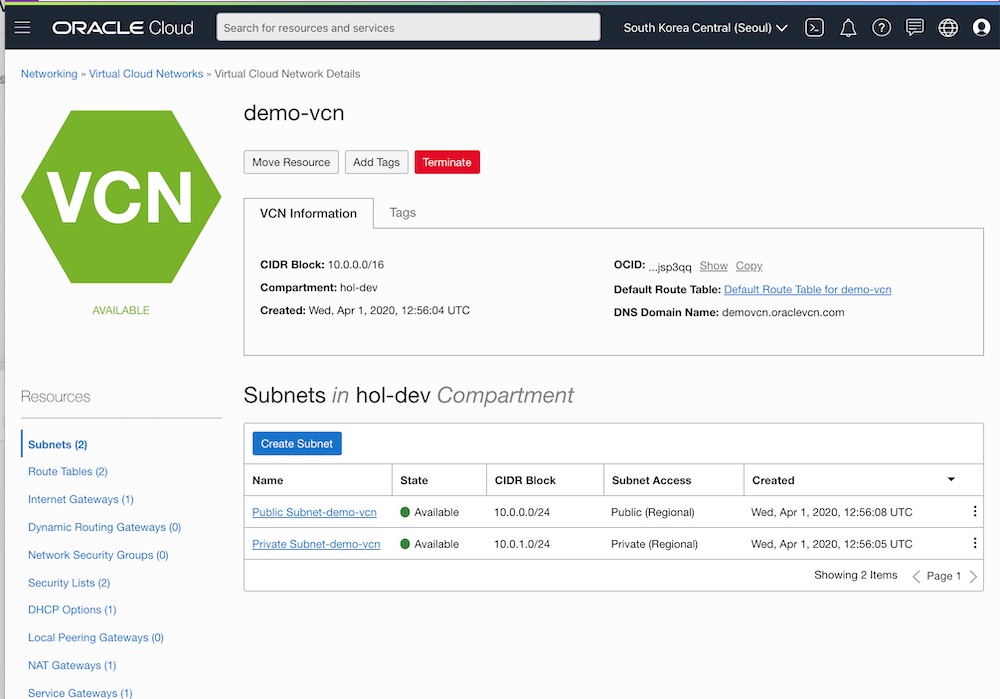 ORACLE Cloud
Search for resources and services
South Korea Central (Seoul)
Networking » Virtual Cloud Networks » Virtual Cloud Network Details
VCN
AVAILABLE
demo-vcn
Move Resource Add Tags Terminate
VCN Information Tags
CIDR Block: 10.0.0.0/16
Compartment: hol-dev
Created: Wed, Apr 1, 2020, 12:56:04 UTC
OCID: ...jsp3qq Show Copy
Default Route Table: Default Route Table for demo-vcn
DNS Domain Name: demovcn.oraclevcn.com
Resources
Subnets (2)
Route Tables (2)
Internet Gateways (1)
Dynamic Routing Gateways (0)
Network Security Groups (0)
Security Lists (2)
DHCP Options (1)
Local Peering Gateways (0)
NAT Gateways (1)
Service Gateways (1)
Subnets in hol-dev Compartment
Create Subnet
Name State CIDR Block Subnet Access Created
Public Subnet-demo-vcn Available 10.0.0.0/24 Public (Regional) Wed, Apr 1, 2020, 12:56:08 UTC
Private Subnet-demo-vcn Available 10.0.1.0/24 Private (Regional) Wed, Apr 1, 2020, 12:56:05 UTC
Showing 2 Items < Page 1 >